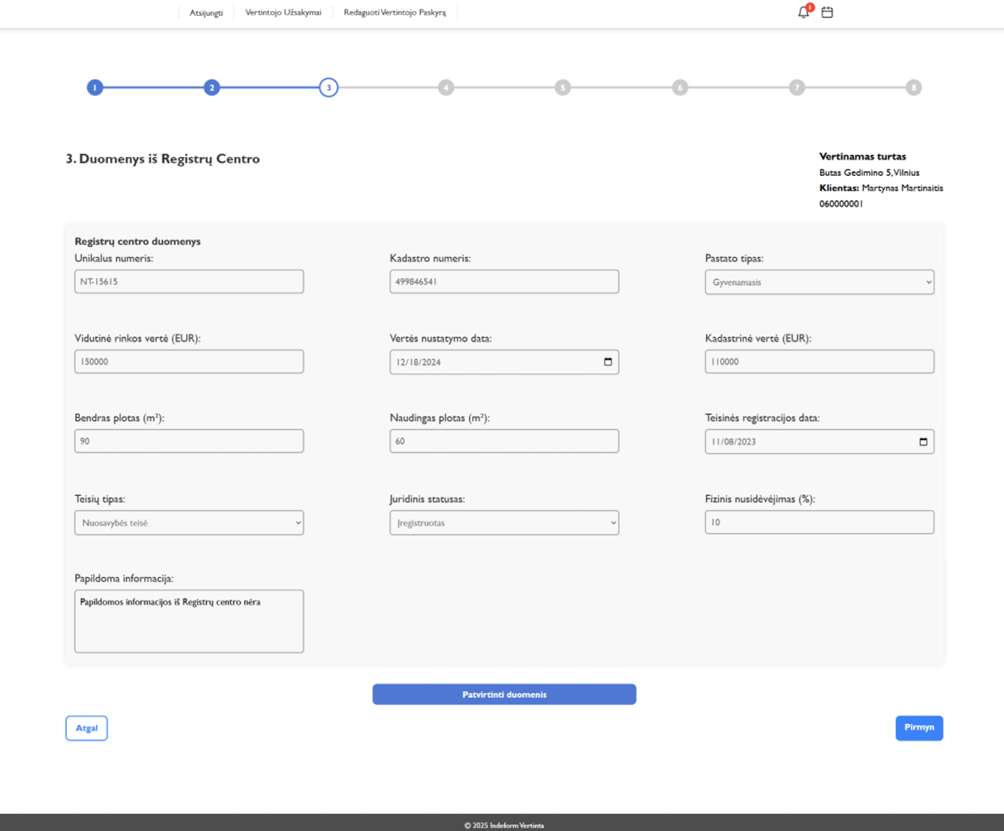 Atsijungti
Vertintojo Užsakymai
Redaguoti Vertintojo Paskyrą
1
1 2 3 4 5 6 7 8
3. Duomenys iš Registrų Centro
Vertinamas turtas
Butas Gedimino 5, Vilnius
Klientas: Martynas Martinaitis
060000001
Registrų centro duomenys
Unikalus numeris:
NT-15615
Kadastro numeris:
499846541
Pastato tipas:
Gyvenamasis
Vidutinė rinkos vertė (EUR):
150000
Vertės nustatymo data:
12/18/2024
Kadastrinė vertė (EUR):
110000
Bendras plotas (m²):
90
Naudingas plotas (m²):
60
Teisinės registracijos data:
11/08/2023
Teisių tipas:
Nuosavybės teisė
Juridinis statusas:
Įregistruotas
Fizinis nusidėvėjimas (%):
10
Papildoma informacija:
Papildomos informacijos iš Registrų centro nėra
Patvirtinti duomenis
Atgal
Pirmyn
© 2025 Indeform Vertinta